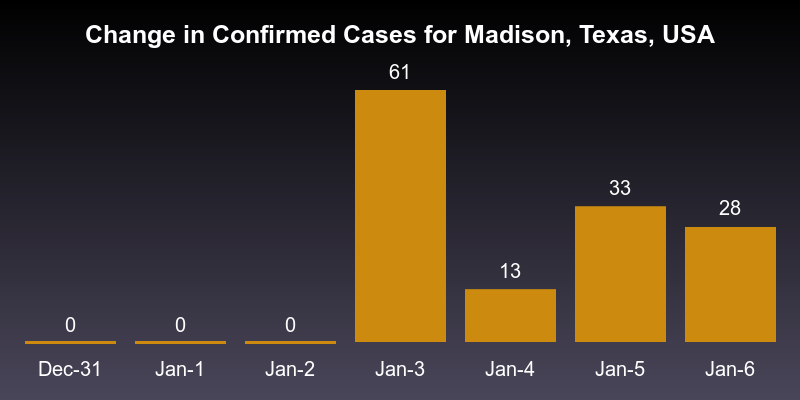 Change in Confirmed Cases for Madison, Texas, USA
61
33
28
13
0 0 0
Dec-31 Jan-1 Jan-2 Jan-3 Jan-4 Jan-5 Jan-6